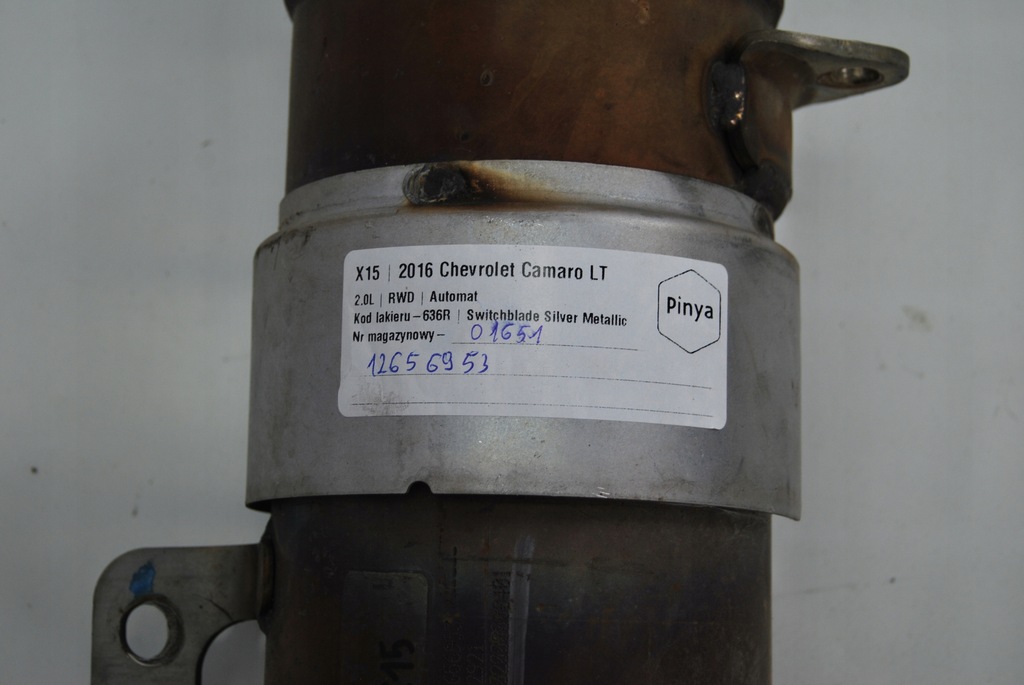 X15 | 2016 Chevrolet Camaro LT
2.0L | RWD | Automat
Kod lakieru – 636R | Switchblade Silver Metallic
Nr magazynowy – 01651
12656953
Pinya